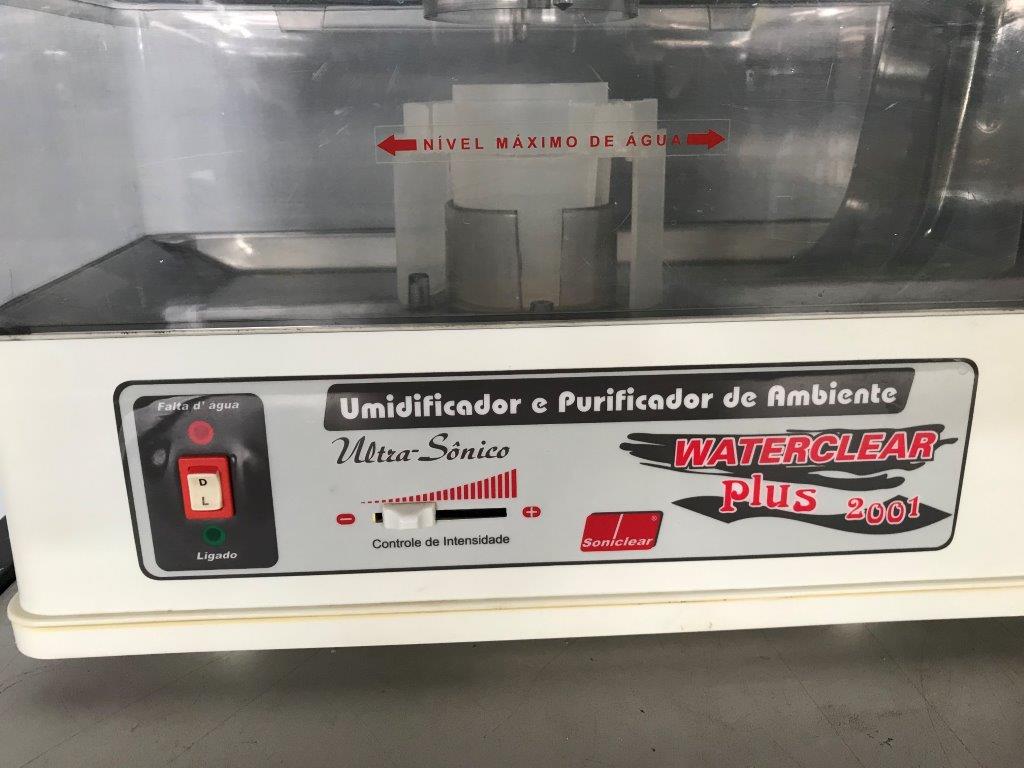 NÍVEL MÁXIMO DE ÁGUA
Umidificador e Purificador de Ambiente
Falta d' água
Ultra-Sônico
WATERCLEAR
Plus 2001
D
L
- +
Controle de Intensidade
Soniclear®
Ligado